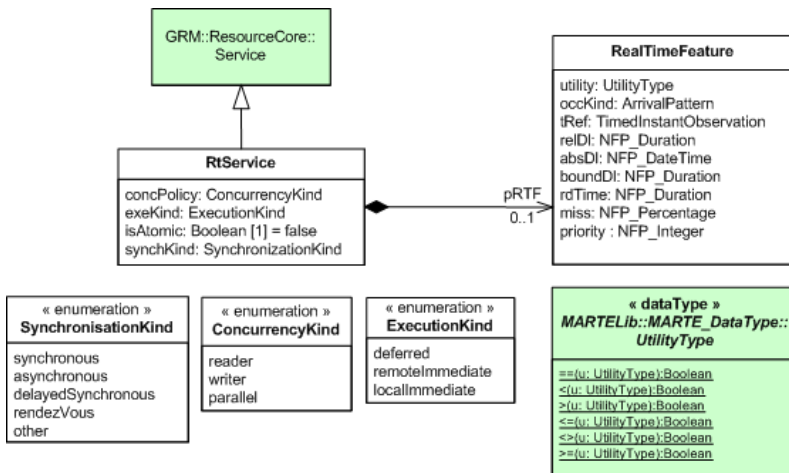 GRM::ResourceCore::
Service
RealTimeFeature
utility: UtilityType
occKind: ArrivalPattern
tRef: TimedInstantObservation
relDl: NFP_Duration
absDl: NFP_DateTime
boundDl: NFP_Duration
rdTime: NFP_Duration
miss: NFP_Percentage
priority : NFP_Integer
RtService
concPolicy: ConcurrencyKind
exeKind: ExecutionKind
isAtomic: Boolean [1] = false
synchKind: SynchronizationKind
pRTF
0..1
« enumeration »
SynchronisationKind
synchronous
asynchronous
delayedSynchronous
rendezVous
other
« enumeration »
ConcurrencyKind
reader
writer
parallel
« enumeration »
ExecutionKind
deferred
remoteImmediate
localImmediate
« dataType »
MARTELib::MARTE_DataType::
UtilityType
==(u: UtilityType):Boolean
<(u: UtilityType):Boolean
>(u: UtilityType):Boolean
<=(u: UtilityType):Boolean
<>(u: UtilityType):Boolean
>=(u: UtilityType):Boolean